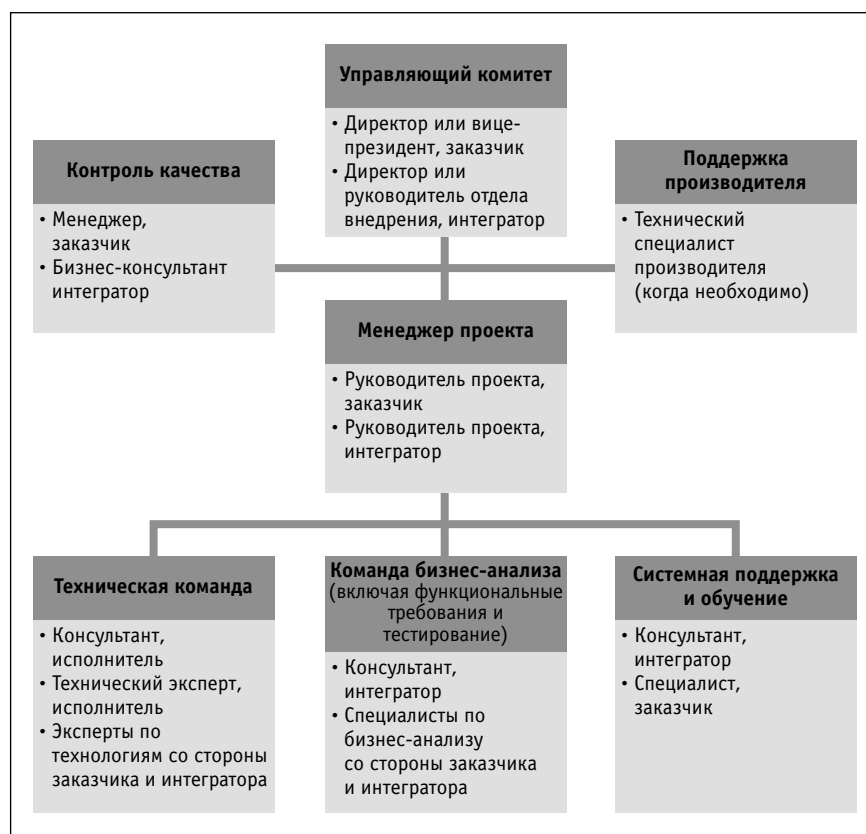 Управляющий комитет
• Директор или вице-
президент, заказчик
• Директор или
руководитель отдела
внедрения, интегратор
Контроль качества
• Менеджер,
заказчик
• Бизнес-консультант
интегратор
Поддержка
производителя
• Технический
специалист
производителя
(когда необходимо)
Менеджер проекта
• Руководитель проекта,
заказчик
• Руководитель проекта,
интегратор
Техническая команда
• Консультант,
исполнитель
• Технический эксперт,
исполнитель
• Эксперты по
технологиям со стороны
заказчика и интегратора
Команда бизнес-анализа
(включая функциональные
требования и
тестирование)
• Консультант,
интегратор
• Специалисты по
бизнес-анализу
со стороны заказчика
и интегратора
Системная поддержка
и обучение
• Консультант,
интегратор
• Специалист,
заказчик